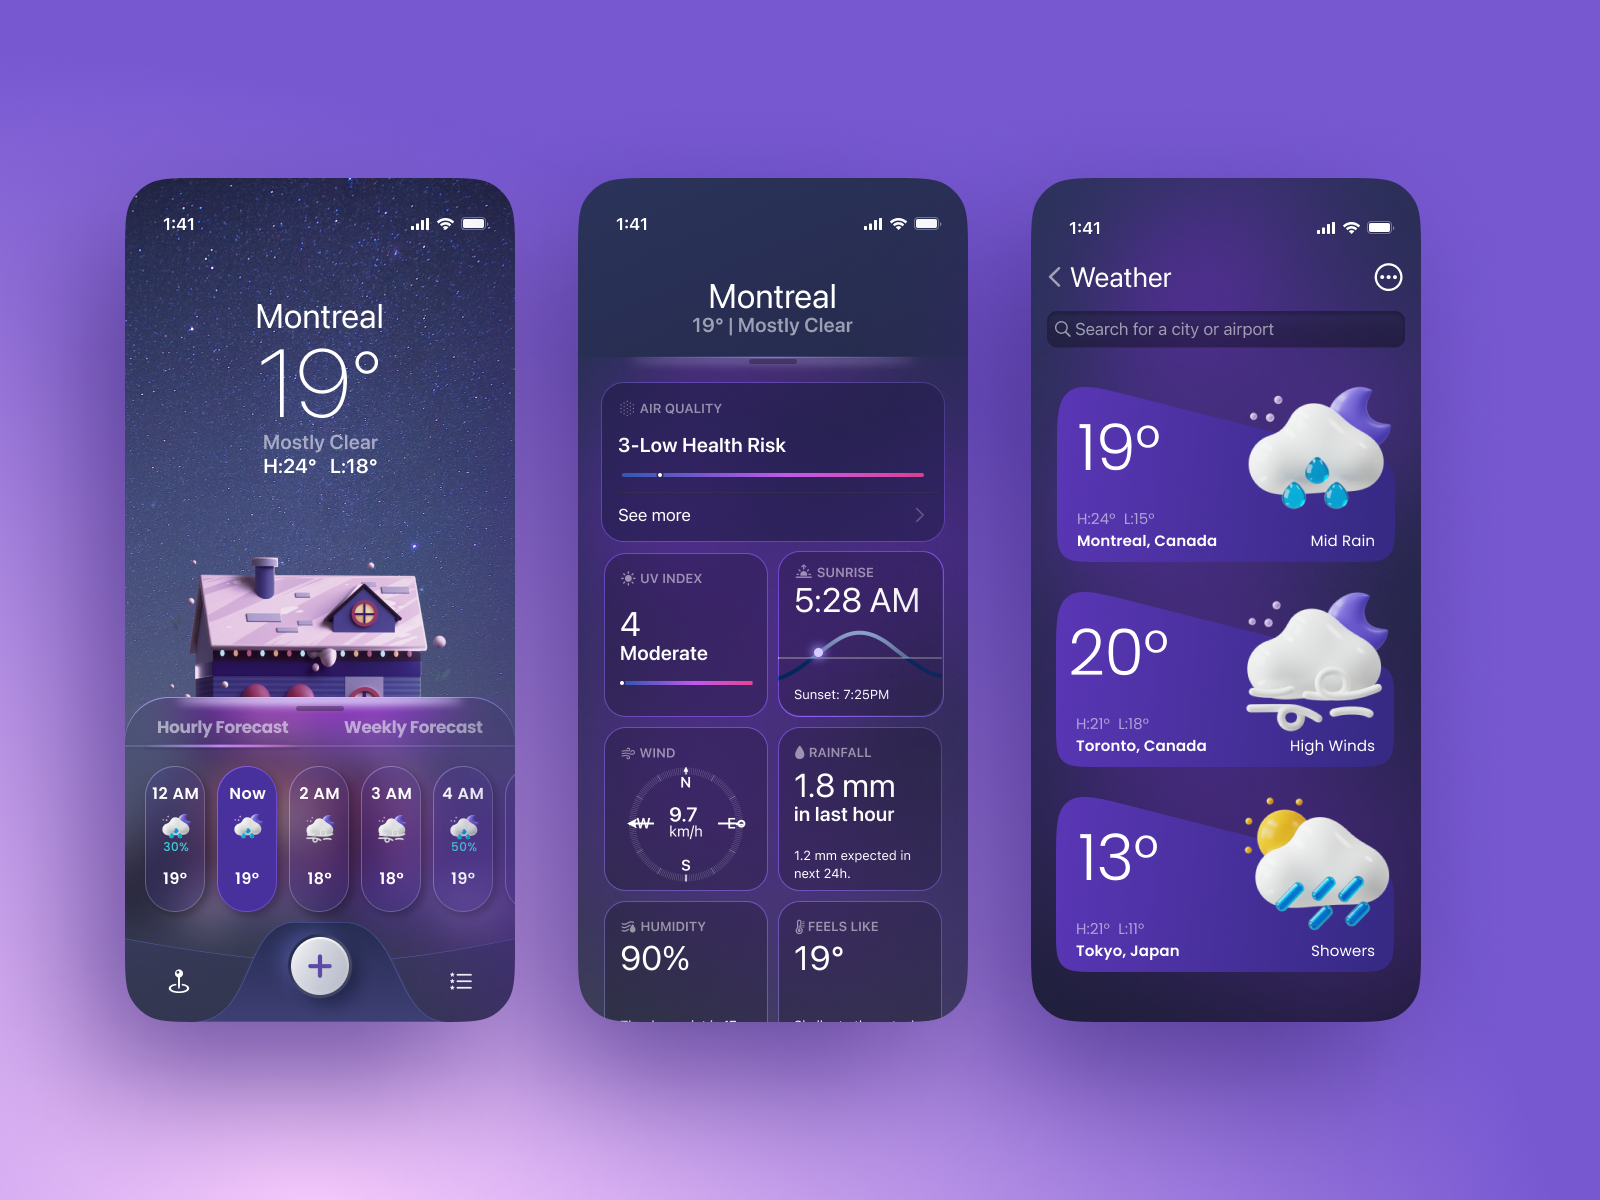 1:41
Montreal
19°
Mostly Clear
H:24° L:18°
Hourly Forecast
Weekly Forecast
12 AM
30%
19°
Now
19°
2 AM
18°
3 AM
18°
4 AM
50%
19°
1:41
Montreal
19° | Mostly Clear
AIR QUALITY
3-Low Health Risk
See more
UV INDEX
4
Moderate
SUNRISE
5:28 AM
Sunset: 7:25PM
WIND
N
W
9.7
km/h
E
S
RAINFALL
1.8 mm
in last hour
1.2 mm expected in
next 24h.
HUMIDITY
90%
FEELS LIKE
19°
1:41
Weather
Search for a city or airport
19°
H:24° L:15°
Montreal, Canada
Mid Rain
20°
H:21° L:18°
Toronto, Canada
High Winds
13°
H:21° L:11°
Tokyo, Japan
Showers